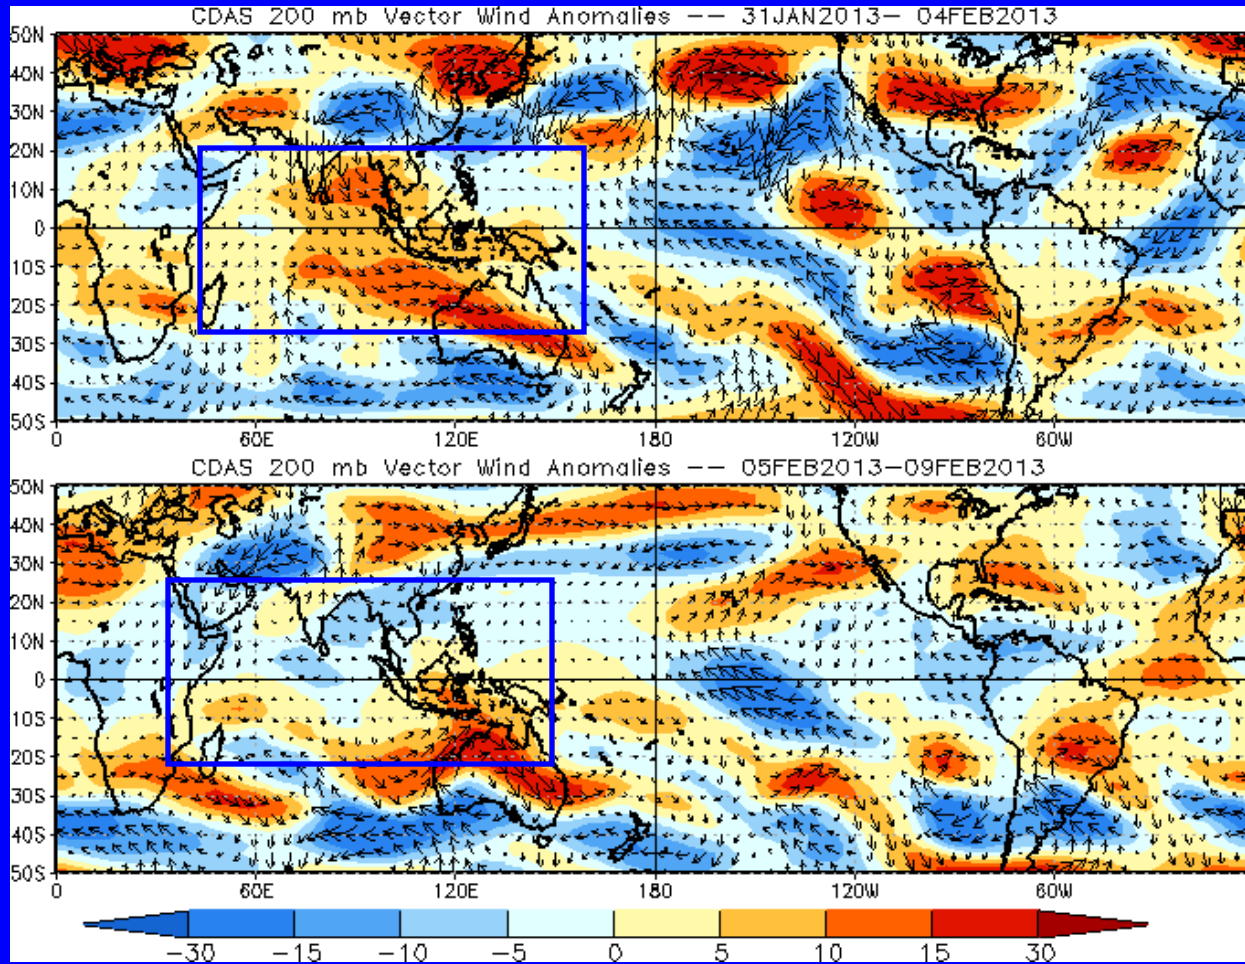 CDAS 200 mb Vector Wind Anomalies -- 31JAN2013- 04FEB2013
50N
40N
30N
20N
10N
0
10S
20S
30S
40S
50S
0 60E 120E 180 120W 60W
CDAS 200 mb Vector Wind Anomalies -- 05FEB2013-09FEB2013
50N
40N
30N
20N
10N
0
10S
20S
30S
40S
50S
0 60E 120E 180 120W 60W
-30 -15 -10 -5 0 5 10 15 30